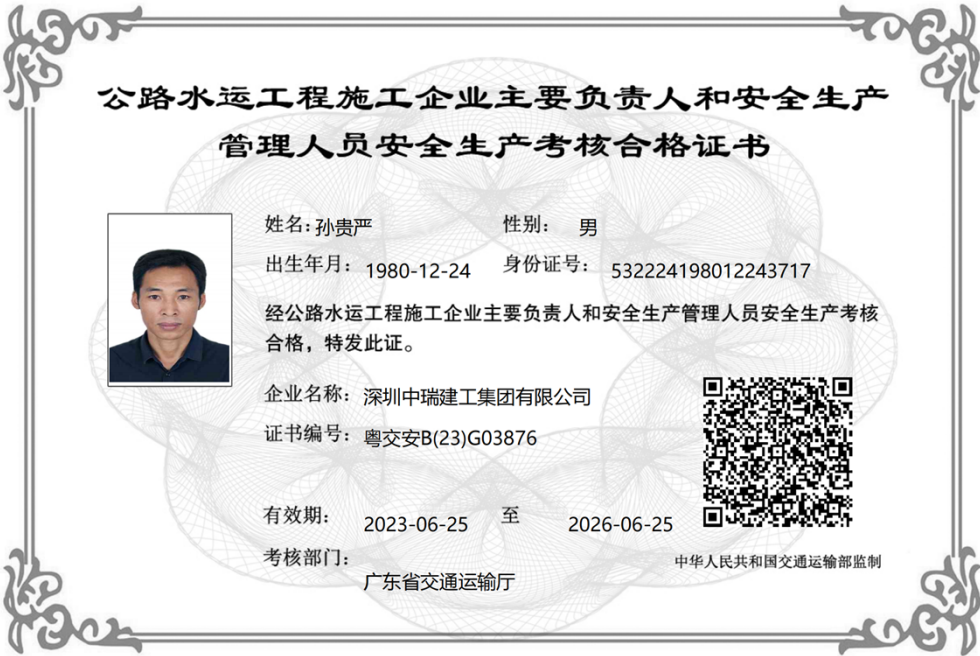 公路水运工程施工企业主要负责人和安全生产
管理人员安全生产考核合格证书
姓名：孙贵严 性别： 男
出生年月： 1980-12-24 身份证号： 532224198012243717
经公路水运工程施工企业主要负责人和安全生产管理人员安全生产考核
合格，特发此证。
企业名称： 深圳中瑞建工集团有限公司
证书编号： 粤交安B(23)G03876
有效期： 2023-06-25 至 2026-06-25
考核部门： 广东省交通运输厅
中华人民共和国交通运输部监制